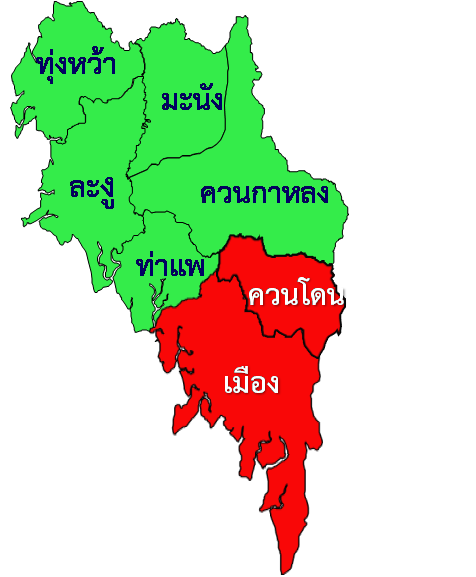 ทุ่งหว้า
มะนัง
ละงู
ควนกาหลง
ท่าแพ
ควนโดน
เมือง